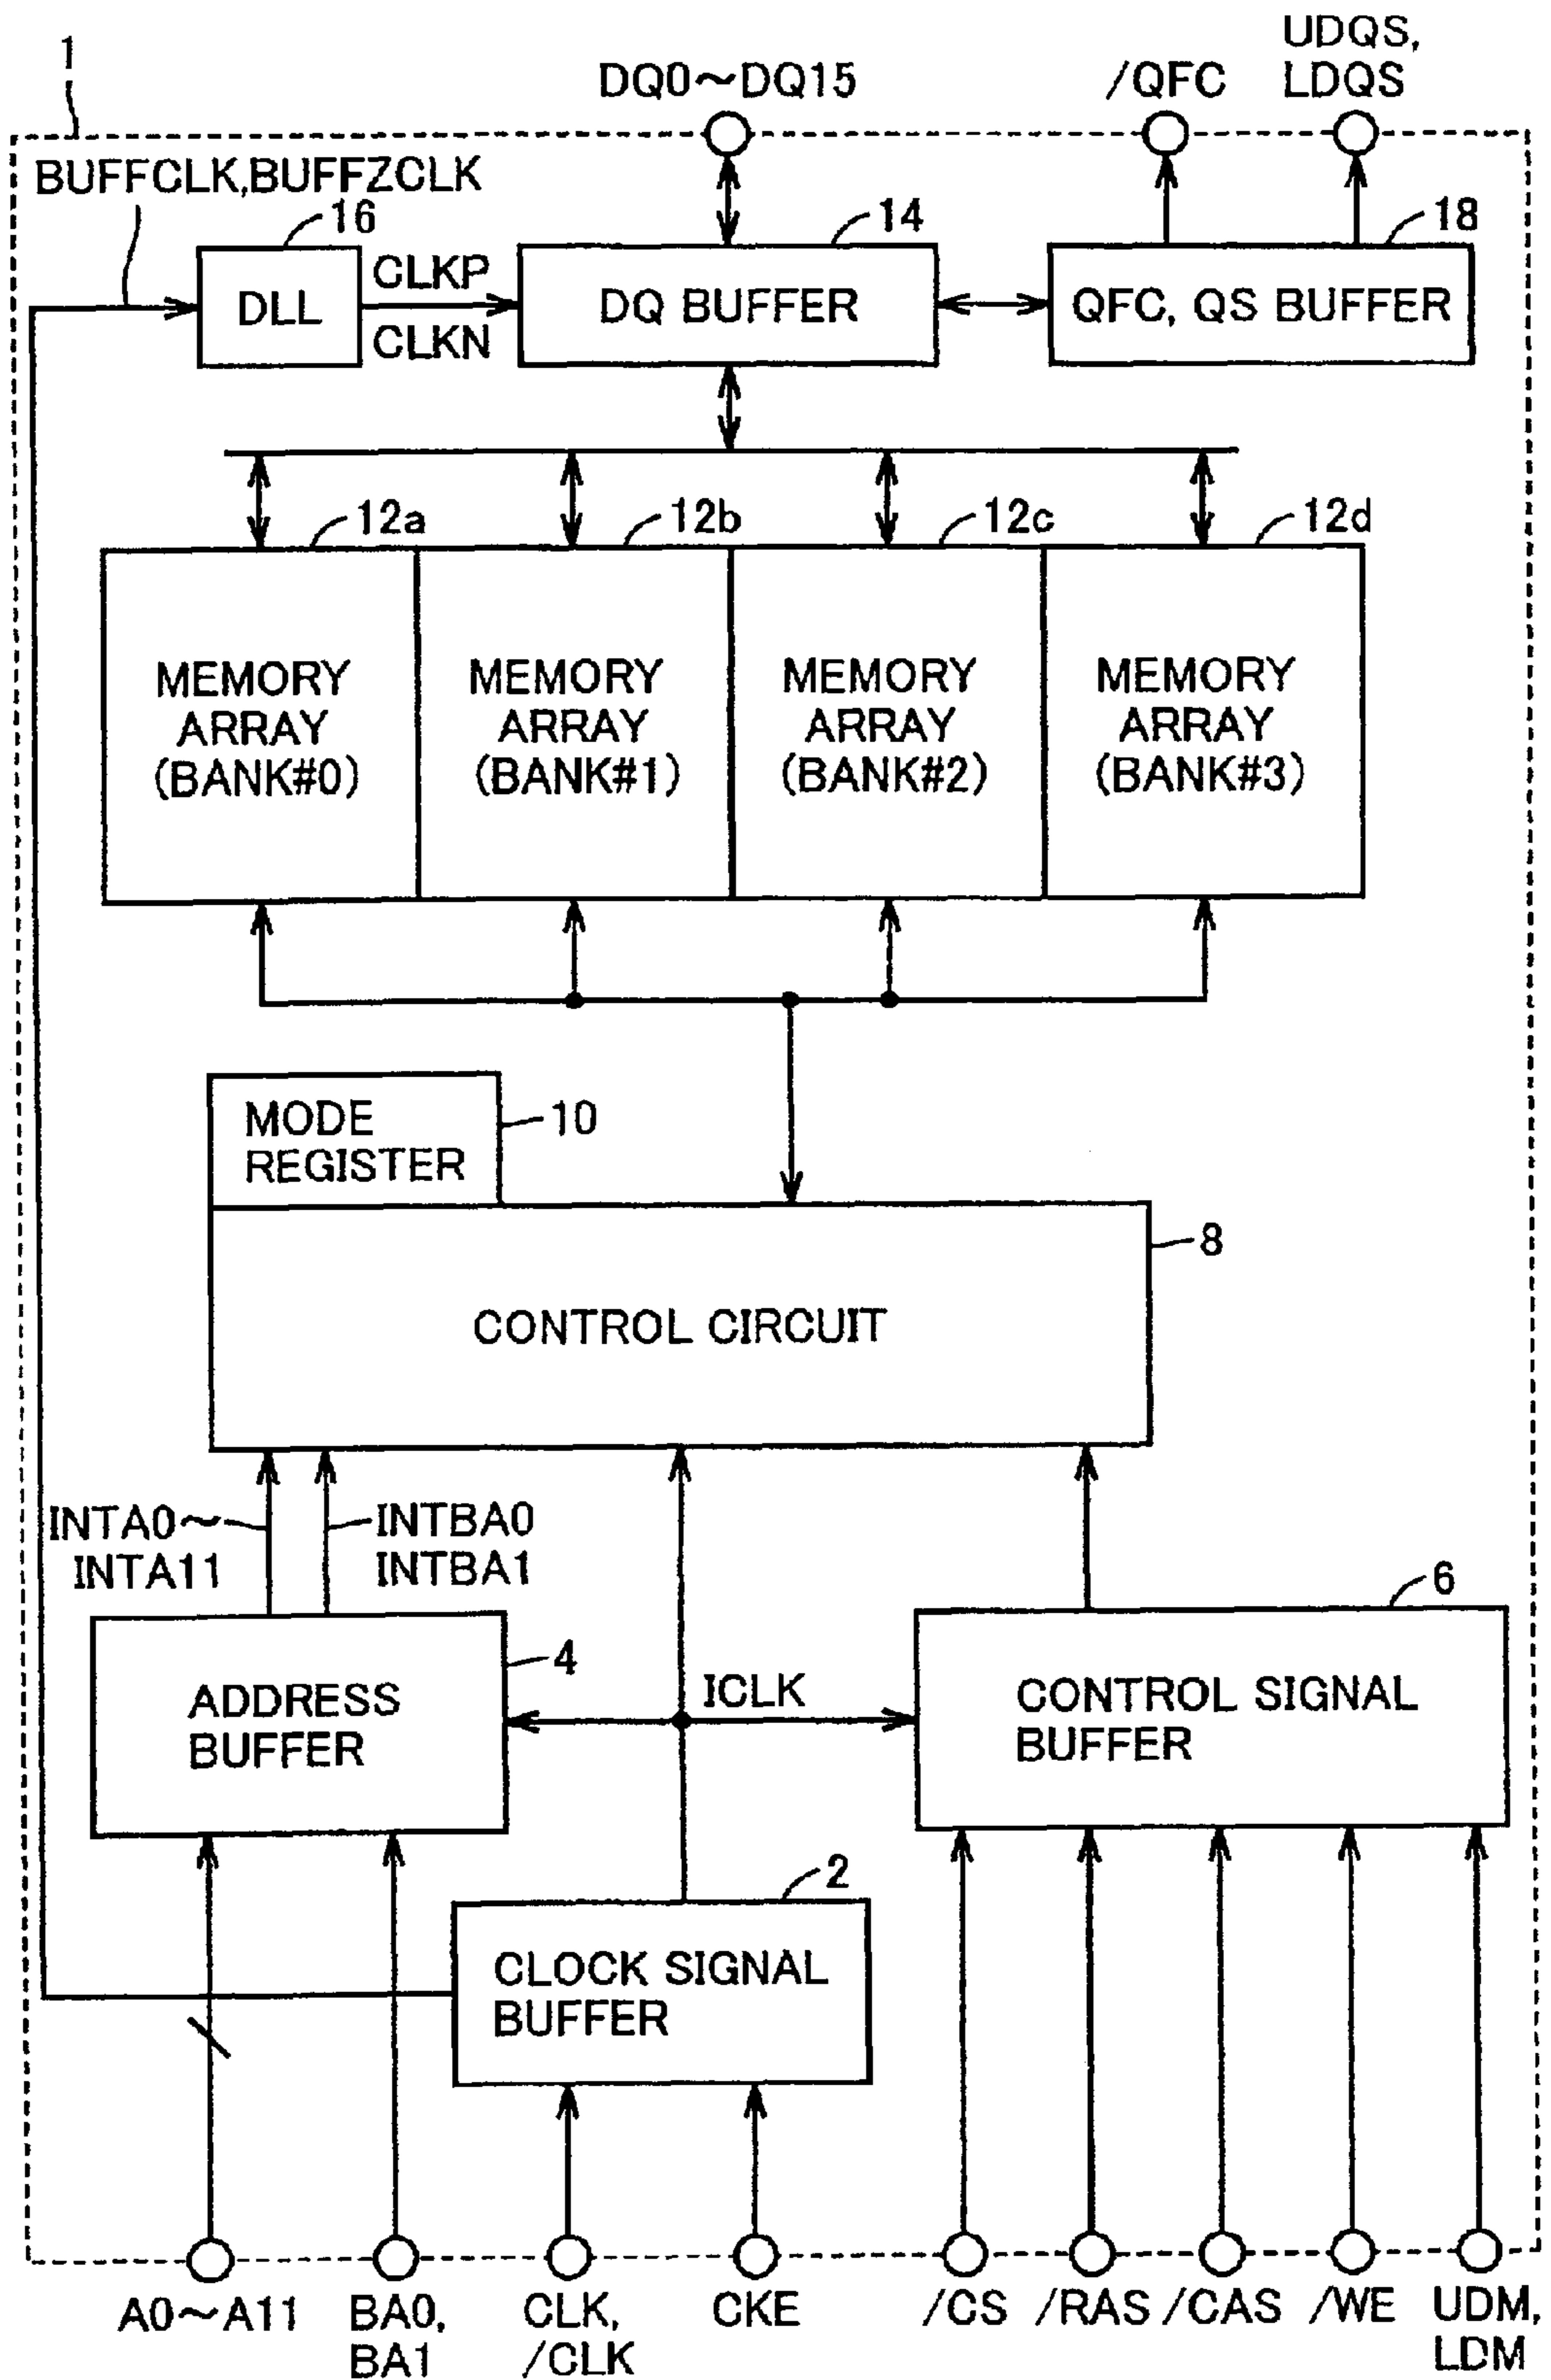 1
DQ0~DQ15
/QFC
UDQS,
LDQS
BUFFCLK,BUFFZCLK
16
14
18
DLL
CLKP
CLKN
DQ BUFFER
QFC, QS BUFFER
12a
12b
12c
12d
MEMORY
ARRAY
(BANK#0)
MEMORY
ARRAY
(BANK#1)
MEMORY
ARRAY
(BANK#2)
MEMORY
ARRAY
(BANK#3)
MODE
REGISTER
10
8
CONTROL CIRCUIT
INTA0~
INTA11
INTBA0
INTBA1
6
4
ADDRESS
BUFFER
ICLK
CONTROL SIGNAL
BUFFER
2
CLOCK SIGNAL
BUFFER
A0~A11
BA0,
BA1
CLK,
/CLK
CKE
/CS
/RAS
/CAS
/WE
UDM,
LDM